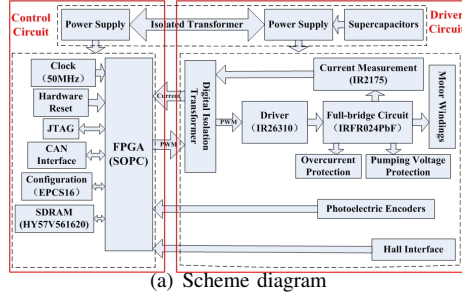 Control
Circuit
Power Supply
Isolated Transformer
Power Supply
Supercapacitors
Driver
Circuit
Clock
(50MHz)
Hardware
Reset
JTAG
CAN
Interface
Configuration
(EPCS16)
SDRAM
(HY57V561620)
FPGA
(SOPC)
Current
PWM
Digital Isolation
Transformer
PWM
Current Measurement
(IR2175)
Driver
(IR26310)
Full-bridge Circuit
(IRFR024PbF)
Motor
Windings
Overcurrent
Protection
Pumping Voltage
Protection
Photoelectric Encoders
Hall Interface
(a) Scheme diagram